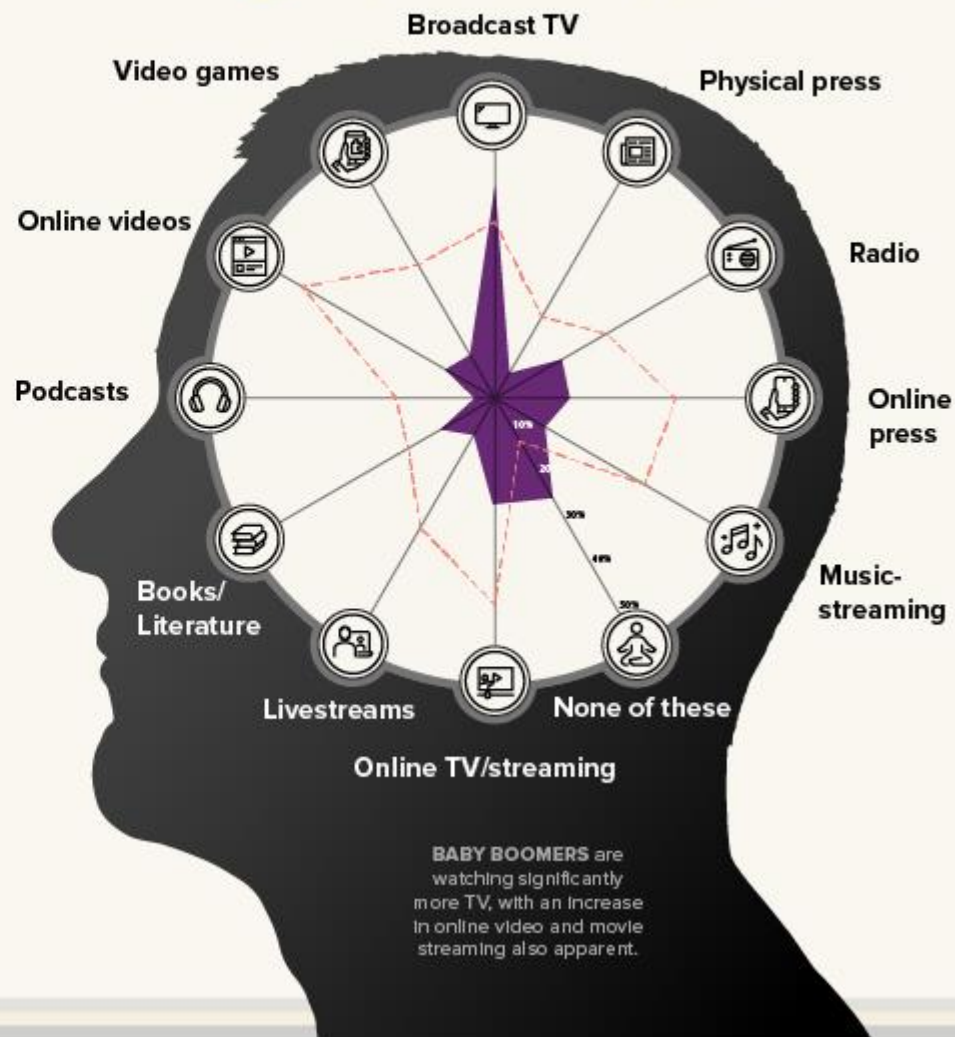 Broadcast TV
Video games
Physical press
Online videos
Radio
Podcasts
Online
press
10%
20
30%
40%
50%
Music-
streaming
Books/
Literature
Livestreams
None of these
Online TV/streaming
BABY BOOMERS are
watching significantly
more TV, with an increase
in online video and movie
streaming also apparent.